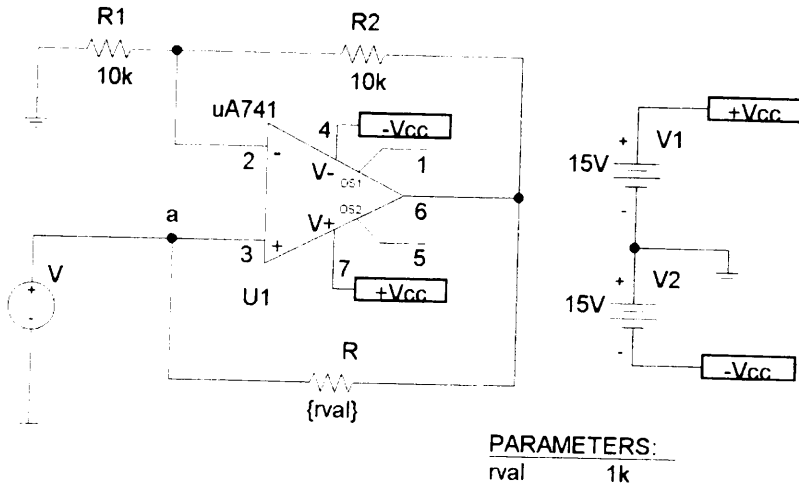 R1
R2
10k
10k
uA741
4
-Vcc
+Vcc
V1
+
15V
-
2
-
V-
OS1
1
6
a
OS2
V+
3
+
5
7
+Vcc
U1
V
+
-
+
V2
15V
-
-Vcc
R
{rval}
PARAMETERS:
rval 1k